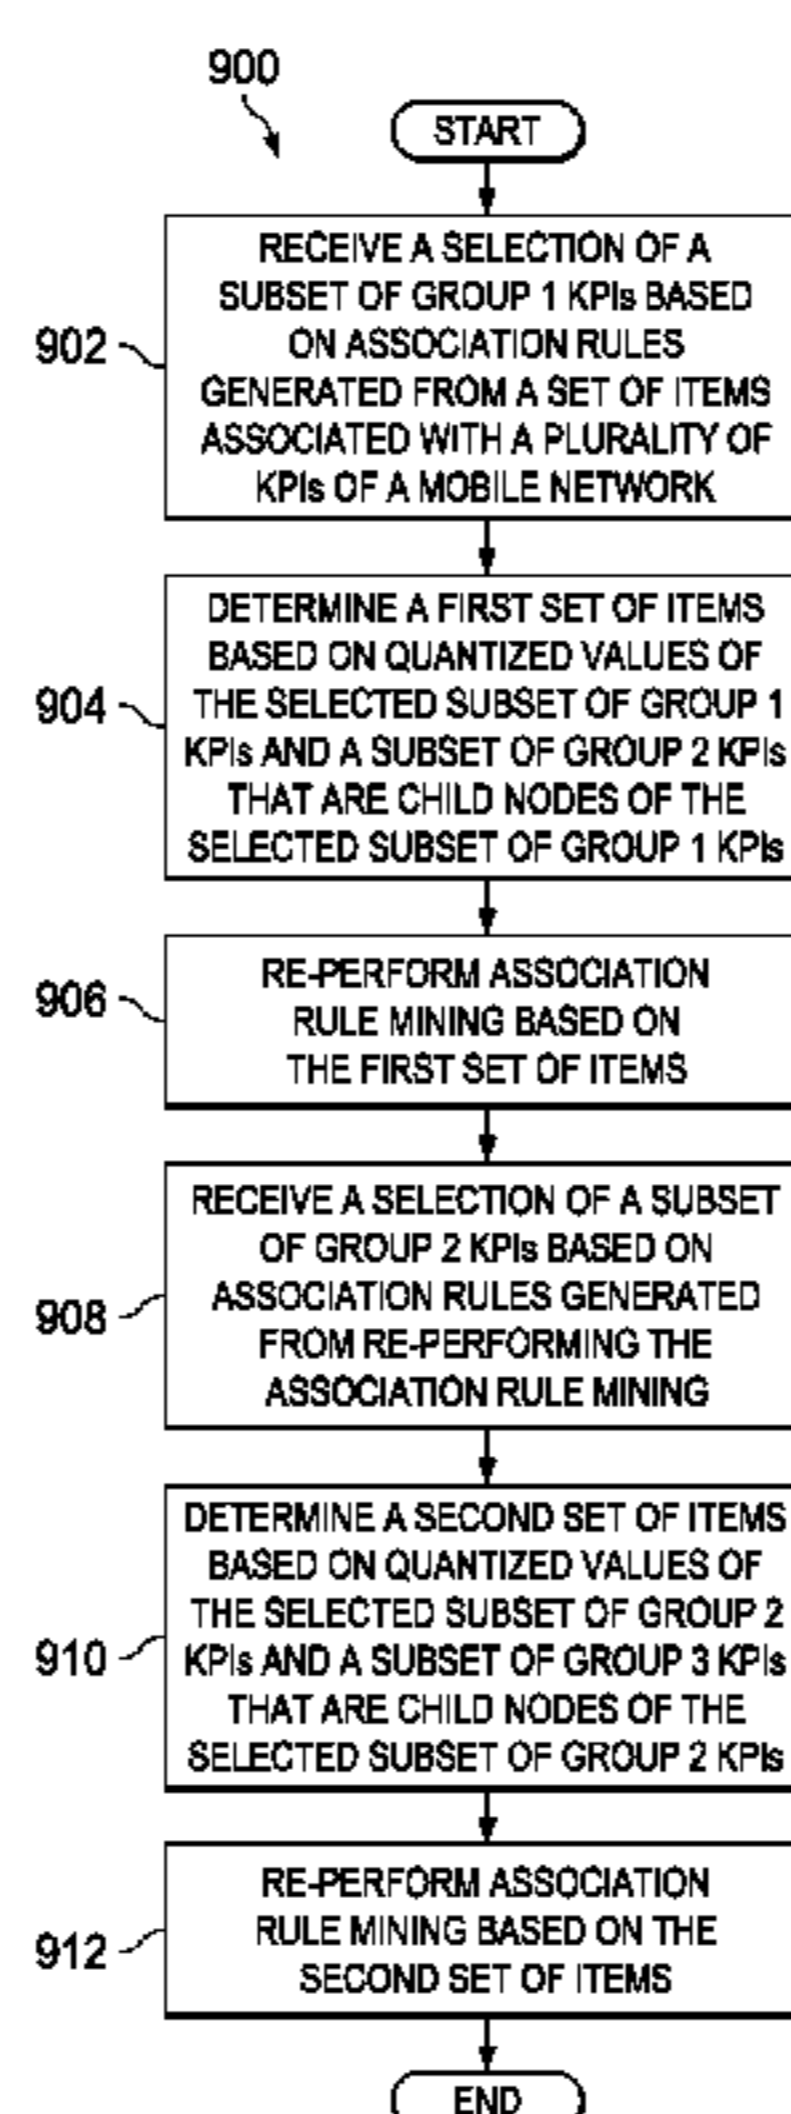 900
START
902
RECEIVE A SELECTION OF A
SUBSET OF GROUP 1 KPIs BASED
ON ASSOCIATION RULES
GENERATED FROM A SET OF ITEMS
ASSOCIATED WITH A PLURALITY OF
KPIs OF A MOBILE NETWORK
904
DETERMINE A FIRST SET OF ITEMS
BASED ON QUANTIZED VALUES OF
THE SELECTED SUBSET OF GROUP 1
KPIs AND A SUBSET OF GROUP 2 KPIs
THAT ARE CHILD NODES OF THE
SELECTED SUBSET OF GROUP 1 KPIs
906
RE-PERFORM ASSOCIATION
RULE MINING BASED ON
THE FIRST SET OF ITEMS
908
RECEIVE A SELECTION OF A SUBSET
OF GROUP 2 KPIs BASED ON
ASSOCIATION RULES GENERATED
FROM RE-PERFORMING THE
ASSOCIATION RULE MINING
910
DETERMINE A SECOND SET OF ITEMS
BASED ON QUANTIZED VALUES OF
THE SELECTED SUBSET OF GROUP 2
KPIs AND A SUBSET OF GROUP 3 KPIs
THAT ARE CHILD NODES OF THE
SELECTED SUBSET OF GROUP 2 KPIs
912
RE-PERFORM ASSOCIATION
RULE MINING BASED ON THE
SECOND SET OF ITEMS
END